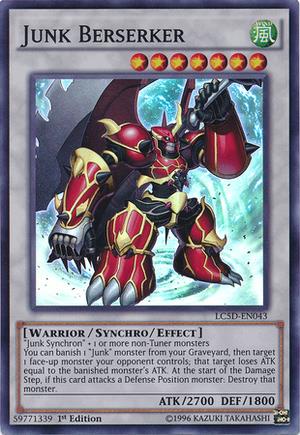 JUNK BERSERKER
WIND
風
LC5D-EN043
[WARRIOR / SYNCHRO/EFFECT]
"Junk Synchron" + 1 or more non-Tuner monsters
You can banish 1 "Junk" monster from your Graveyard, then target
1 face-up monster your opponent controls; that target loses ATK
equal to the banished monster's ATK. At the start of the Damage
Step, if this card attacks a Defense Position monster: Destroy that
monster.
ATK/2700 DEF/1800
59771339 1st Edition ©1996 KAZUKI TAKAHASHI